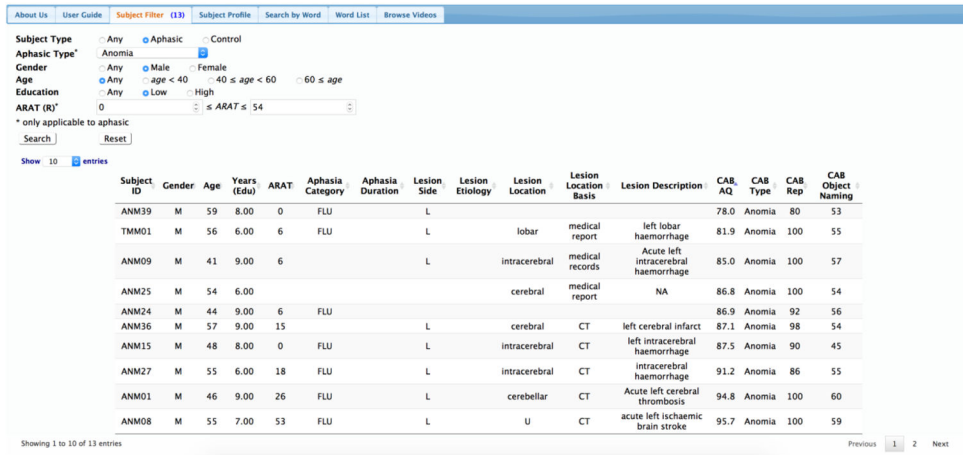 About Us User Guide Subject Filter (13) Subject Profile Search by Word Word List Browse Videos
Subject Type Any Aphasic Control
Aphasic Type* Anomia
Gender Any Male Female
Age Any age < 40 40 ≤ age < 60 60 ≤ age
Education Any Low High
ARAT (R)* 0 ≤ ARAT ≤ 54
* only applicable to aphasic
Search Reset
Show 10 entries
Subject ID Gender Age Years (Edu) ARAT Aphasia Category Aphasia Duration Lesion Side Lesion Etiology Lesion Location Lesion Location Basis Lesion Description CAB AQ CAB Type CAB Rep CAB Object Naming
ANM39 M 59 8.00 0 FLU L 78.0 Anomia 80 53
TMM01 M 56 6.00 6 FLU L lobar medical report left lobar haemorrhage 81.9 Anomia 100 55
ANM09 M 41 9.00 6 L intracerebral medical records Acute left intracerebral haemorrhage 85.0 Anomia 100 57
ANM25 M 54 6.00 cerebral medical report NA 86.8 Anomia 100 54
ANM24 M 44 9.00 6 FLU 86.9 Anomia 92 56
ANM36 M 57 9.00 15 L cerebral CT left cerebral infarct 87.1 Anomia 98 54
ANM15 M 48 8.00 0 FLU L intracerebral CT left intracerebral haemorrhage 87.5 Anomia 90 45
ANM27 M 55 6.00 18 FLU L intracerebral CT intracerebral haemorrhage 91.2 Anomia 86 55
ANM01 M 46 9.00 26 FLU L cerebellar CT Acute left cerebral thrombosis 94.8 Anomia 100 60
ANM08 M 55 7.00 53 FLU L U CT acute left ischaemic brain stroke 95.7 Anomia 100 59
Showing 1 to 10 of 13 entries Previous 1 2 Next